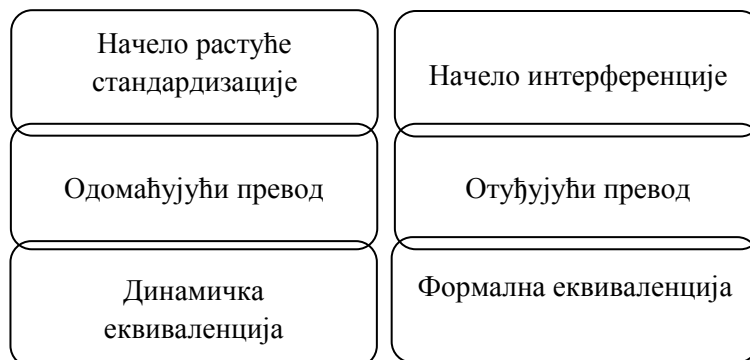 Начело растуће
стандардизације
Начело интерференције
Одомаћујући превод
Отуђујући превод
Динамичка
еквиваленција
Формална еквиваленција